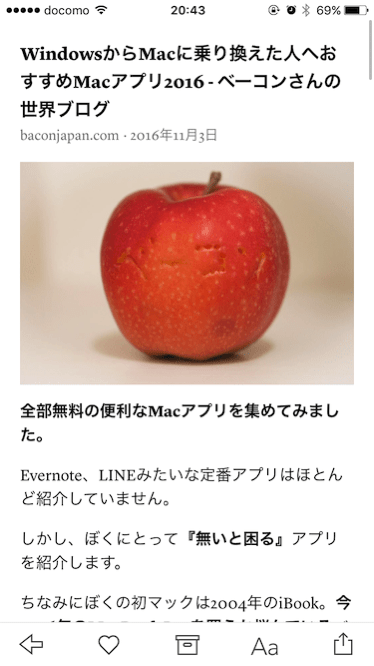 docomo 20:43 69%
WindowsからMacに乗り換えた人へお
すすめMacアプリ2016 - ベーコンさんの
世界ブログ
baconjapan.com · 2016年11月3日
全部無料の便利なMacアプリを集めてみまし
た。
Evernote、LINEみたいな定番アプリはほとん
ど紹介していません。
しかし、ぼくにとって『無いと困る』アプリ
を紹介します。
ちなみにぼくの初マックは2004年のiBook。今
Aa